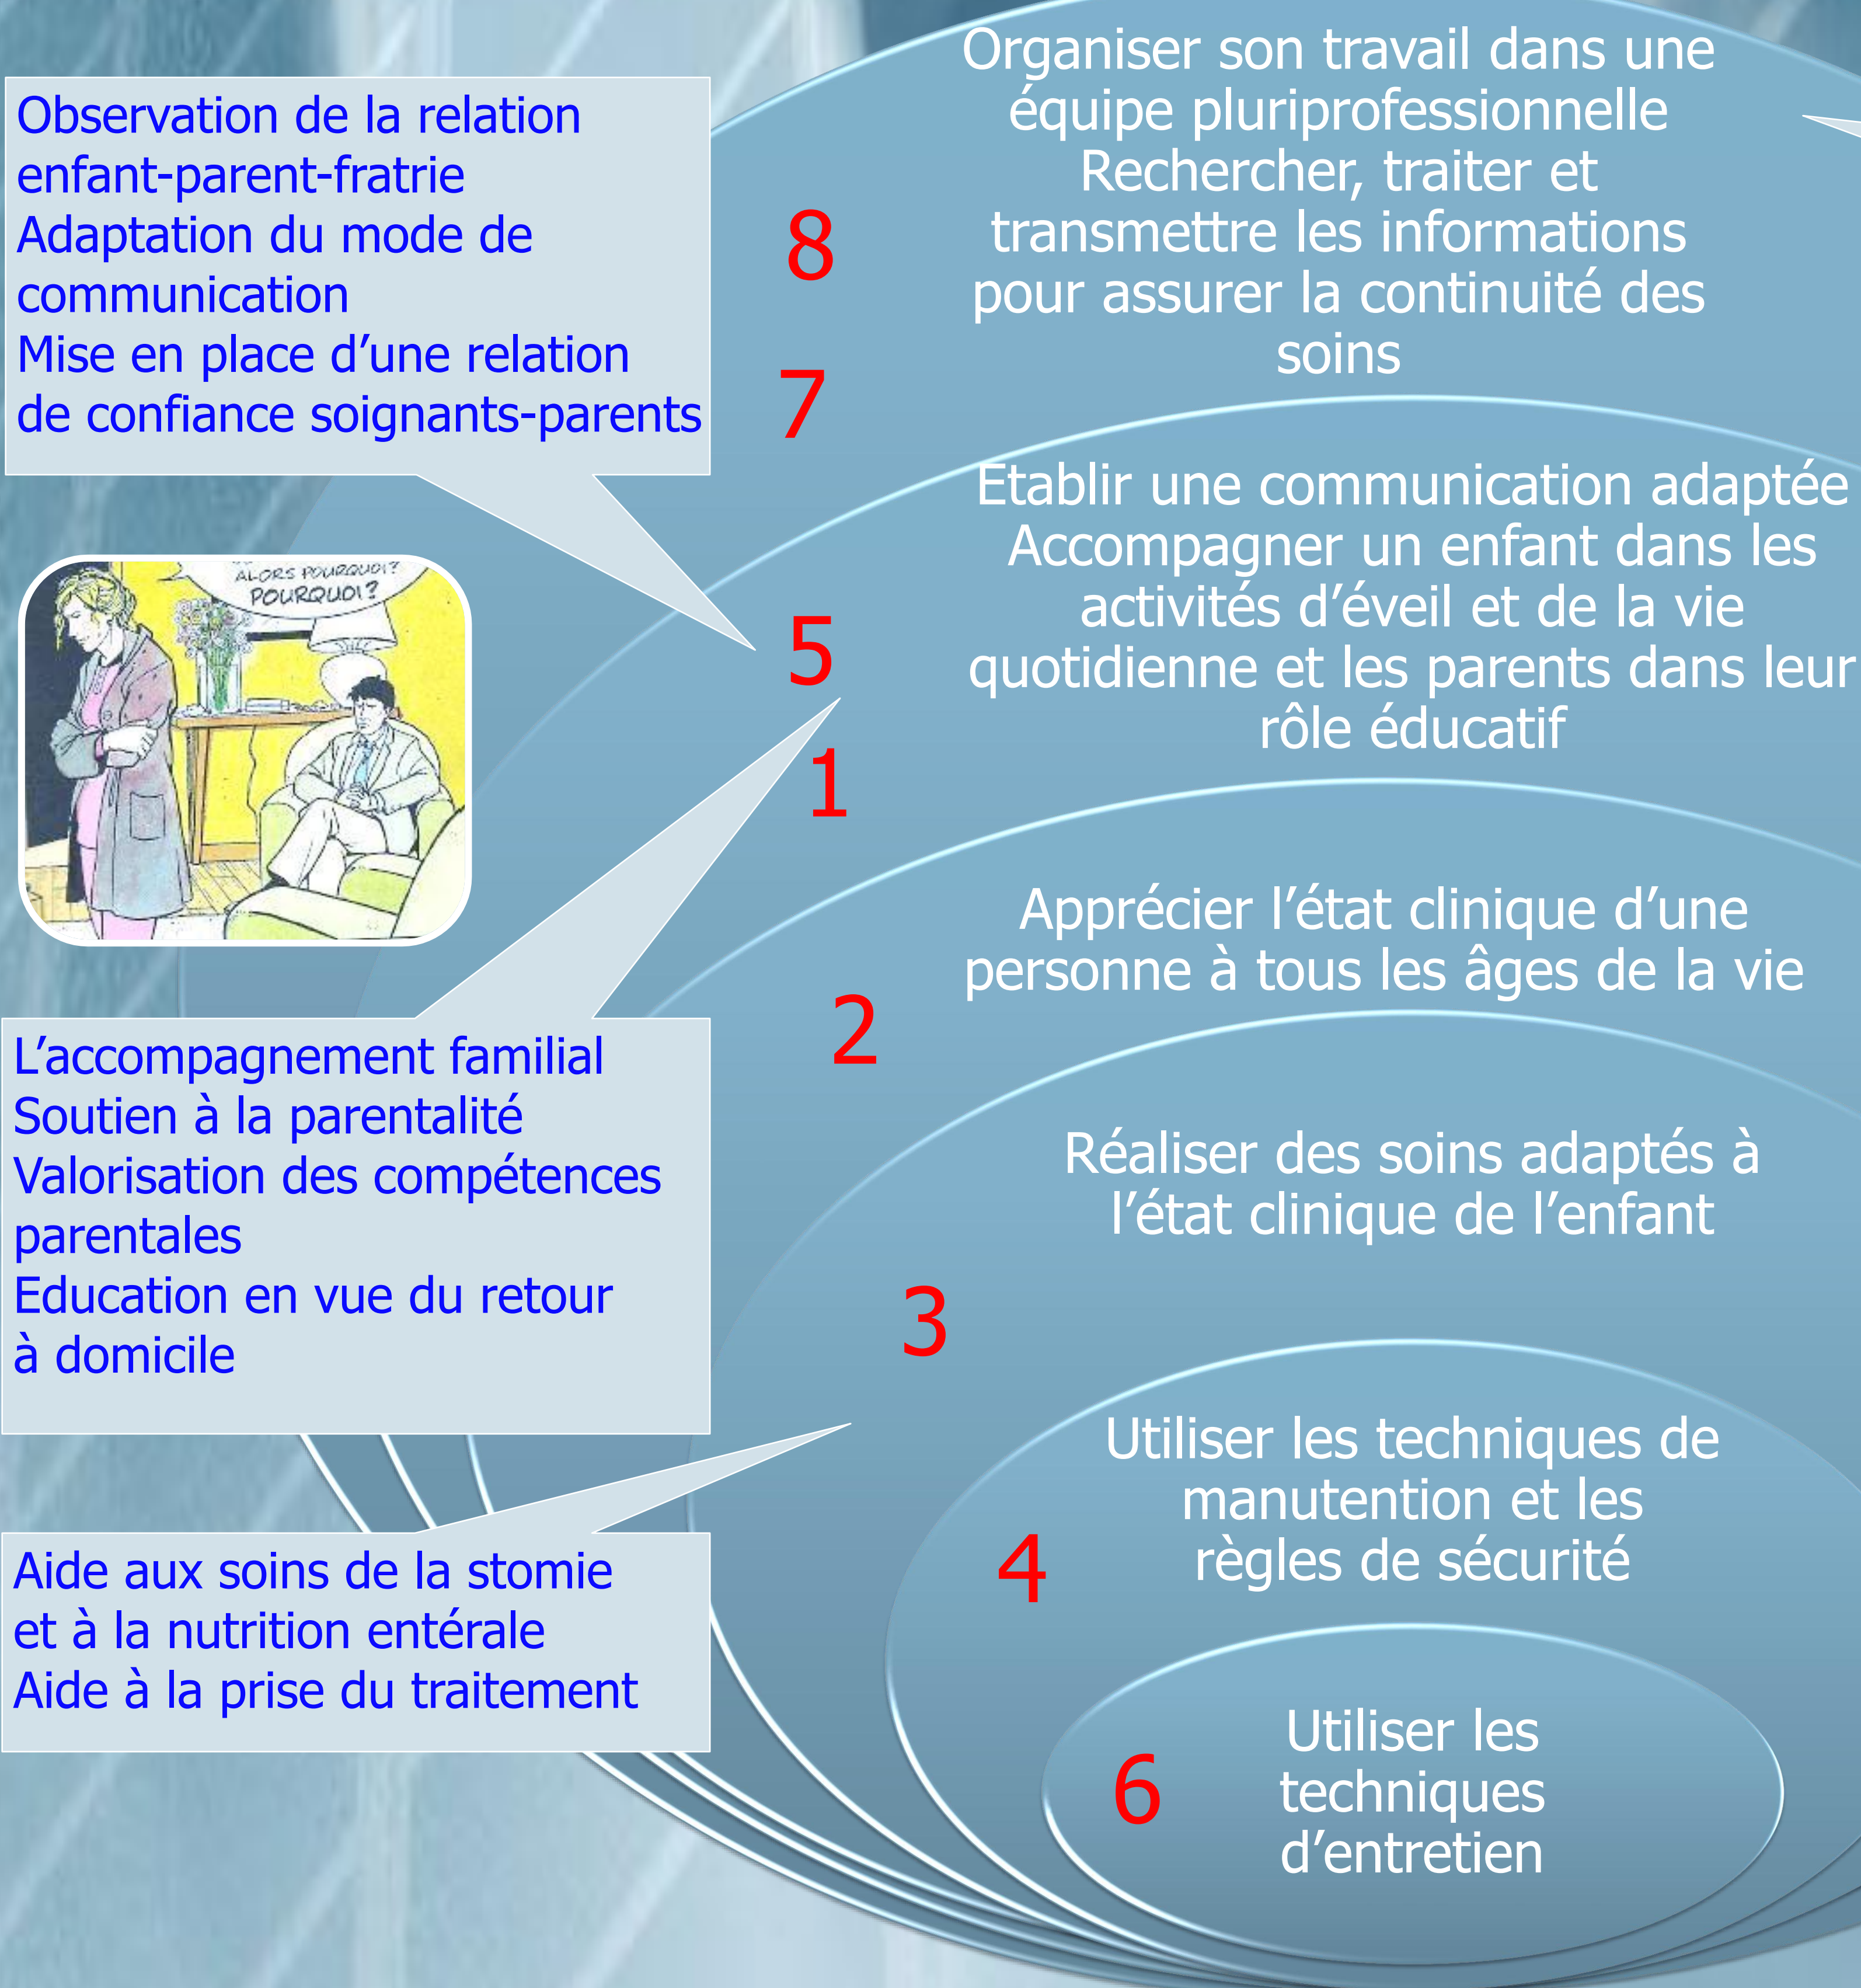 Observation de la relation
enfant-parent-fratrie
Adaptation du mode de
communication
Mise en place d’une relation
de confiance soignants-parents
ALORS POURQUOI?
POURQUOI?
L’accompagnement familial
Soutien à la parentalité
Valorisation des compétences
parentales
Education en vue du retour
à domicile
Aide aux soins de la stomie
et à la nutrition entérale
Aide à la prise du traitement
Organiser son travail dans une
équipe pluriprofessionnelle
Rechercher, traiter et
transmettre les informations
pour assurer la continuité des
soins
8
7
Etablir une communication adaptée
Accompagner un enfant dans les
activités d’éveil et de la vie
quotidienne et les parents dans leur
rôle éducatif
5
1
Apprécier l’état clinique d’une
personne à tous les âges de la vie
2
Réaliser des soins adaptés à
l’état clinique de l’enfant
3
Utiliser les techniques de
manutention et les
règles de sécurité
4
Utiliser les
techniques
d’entretien
6